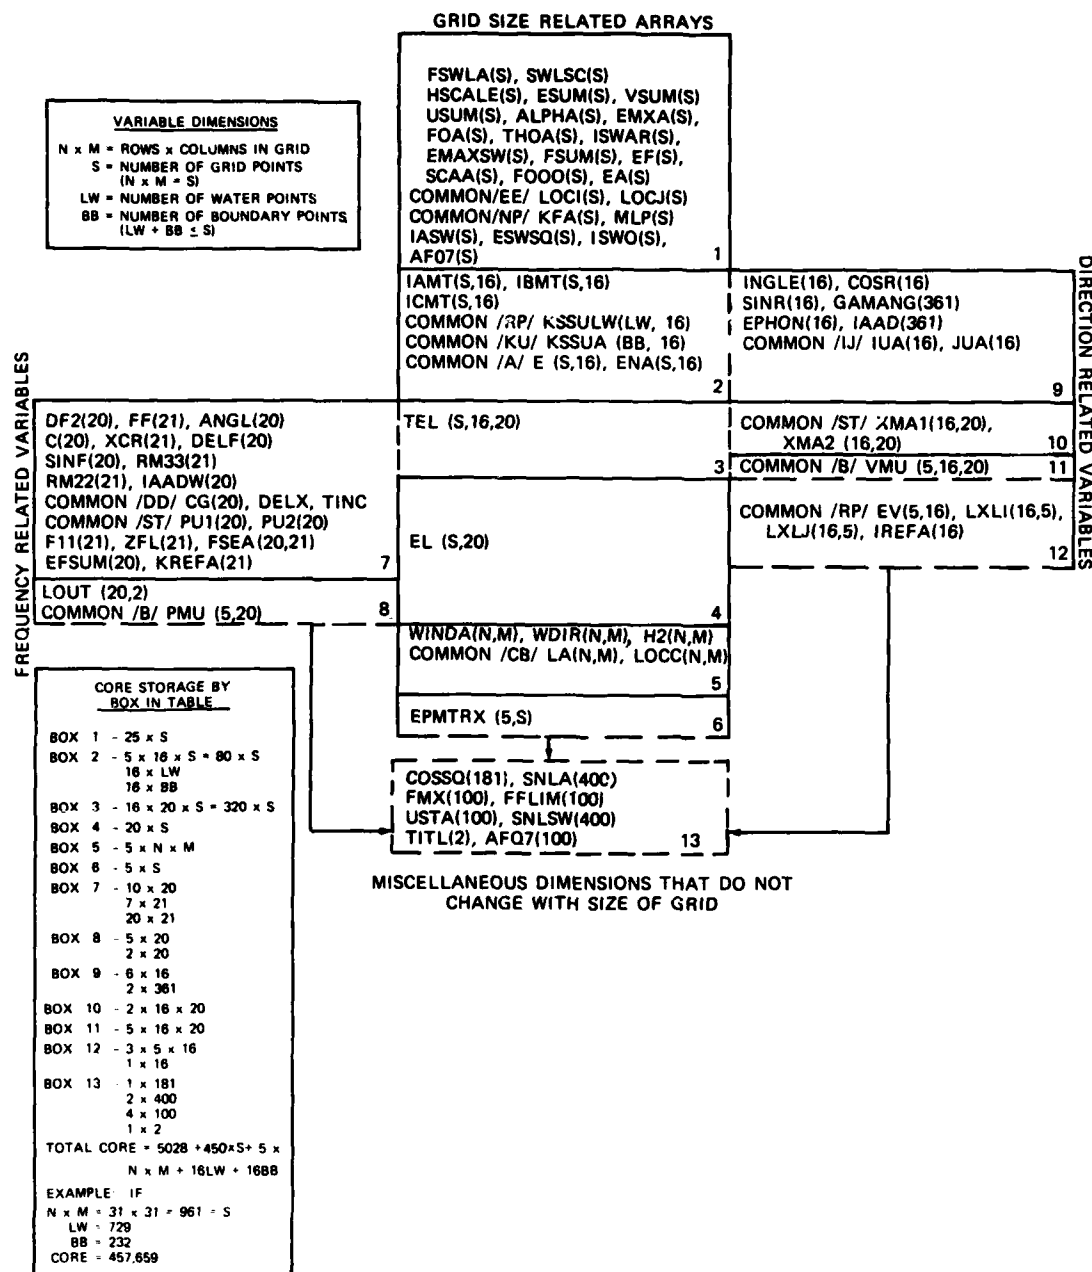 GRID SIZE RELATED ARRAYS
VARIABLE DIMENSIONS
N x M = ROWS x COLUMNS IN GRID
S = NUMBER OF GRID POINTS
(N x M = S)
LW = NUMBER OF WATER POINTS
BB = NUMBER OF BOUNDARY POINTS
(LW + BB ≤ S)
FSWLA(S), SWLSC(S)
HSCALE(S), ESUM(S), VSUM(S)
USUM(S), ALPHA(S), EMXA(S)
FOA(S), THOA(S), ISWAR(S),
EMAXSW(S), FSUM(S), EF(S),
SCAA(S), FOOO(S), EA(S)
COMMON/EE/ LOCI(S), LOCJ(S)
COMMON/NP/ KFA(S), MLP(S)
IASW(S), ESWSQ(S), ISWO(S),
AF07(S)
1
IAMT(S,16), IBMT(S,16)
ICMT(S,16)
COMMON /RP/ KSSULW(LW, 16)
COMMON /KU/ KSSUA (BB, 16)
COMMON /A/ E (S,16), ENA(S,16)
2
INGLE(16), COSR(16)
SINR(16), GAMANG(361)
EPHON(16), IAAD(361)
COMMON /IJ/ IUA(16), JUA(16)
9
DIRECTION RELATED VARIABLES
FREQUENCY RELATED VARIABLES
DF2(20), FF(21), ANGL(20)
C(20), XCR(21), DELF(20)
SINF(20), RM33(21)
RM22(21), IAADW(20)
COMMON /DD/ CG(20), DELX, TINC
COMMON /ST/ PU1(20), PU2(20)
F11(21), ZFL(21), FSEA(20,21)
EFSUM(20), KREFA(21)
7
TEL (S,16,20)
3
COMMON /ST/ XMA1(16,20),
XMA2 (16,20)
10
COMMON /B/ VMU (5,16,20)
11
EL (S,20)
4
COMMON /RP/ EV(5,16), LXLI(16,5),
LXLJ(16,5), IREFA(16)
12
LOUT (20,2)
COMMON /B/ PMU (5,20)
8
WINDA(N,M), WDIR(N,M), H2(N,M)
COMMON /CB/ LA(N,M), LOCC(N,M)
5
EPMTRX (5,S)
6
COSSQ(181), SNLA(400)
FMX(100), FFLIM(100)
USTA(100), SNLSW(400)
TITL(2), AFQ7(100)
13
MISCELLANEOUS DIMENSIONS THAT DO NOT
CHANGE WITH SIZE OF GRID
CORE STORAGE BY
BOX IN TABLE
BOX 1 - 25 x S
BOX 2 - 5 x 16 x S = 80 x S
16 x LW
16 x BB
BOX 3 - 16 x 20 x S = 320 x S
BOX 4 - 20 x S
BOX 5 - 5 x N x M
BOX 6 - 5 x S
BOX 7 - 10 x 20
7 x 21
20 x 21
BOX 8 - 5 x 20
2 x 20
BOX 9 - 6 x 16
2 x 361
BOX 10 - 2 x 16 x 20
BOX 11 - 5 x 16 x 20
BOX 12 - 3 x 5 x 16
1 x 16
BOX 13 - 1 x 181
2 x 400
4 x 100
1 x 2
TOTAL CORE = 5028 +450xS+ 5 x
N x M + 16LW + 16BB
EXAMPLE: IF
N x M = 31 x 31 = 961 = S
LW = 729
BB = 232
CORE = 457,659